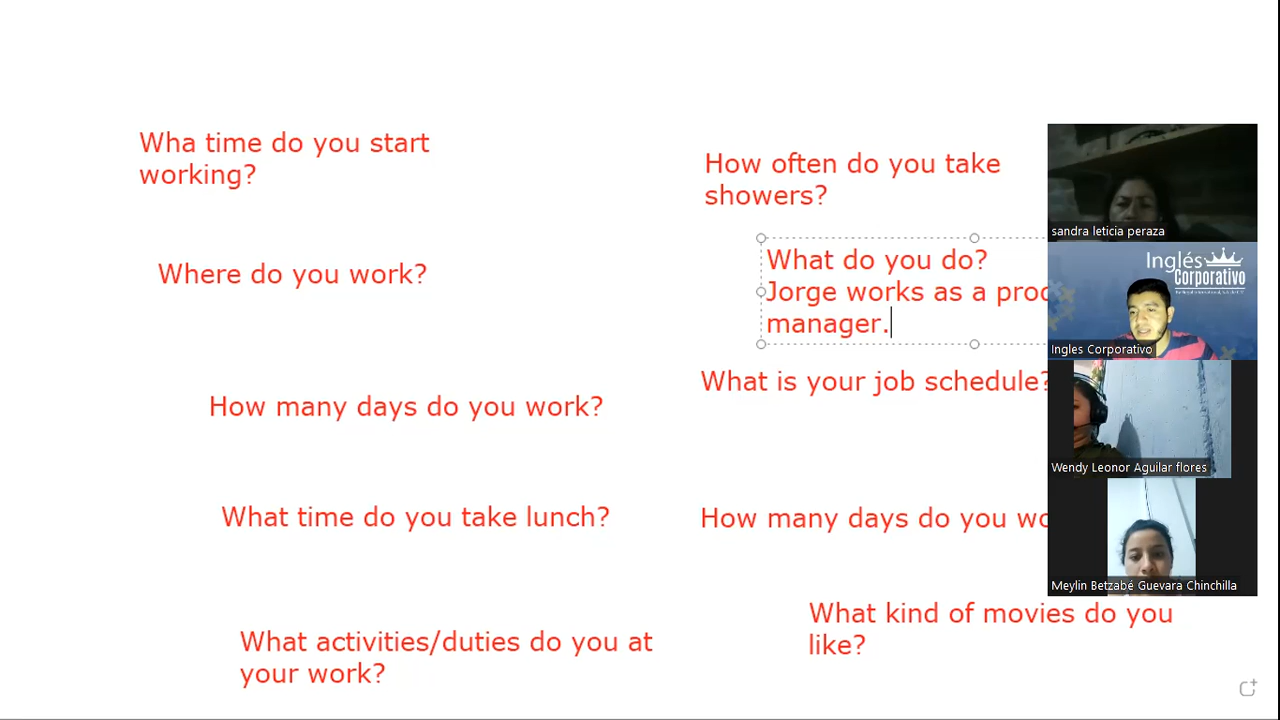 Wha time do you start
working?
Where do you work?
How many days do you work?
What time do you take lunch?
What activities/duties do you at
your work?
How often do you take
showers?
What do you do?
Jorge works as a
manager.
What is your job schedule?
How many days do you
What kind of movies do you
like?
sandra leticia peraza
Inglés
Corporativo
Ingles Corporativo
Wendy Leonor Aguilar flores
Meylin Betzabé Guevara Chinchilla